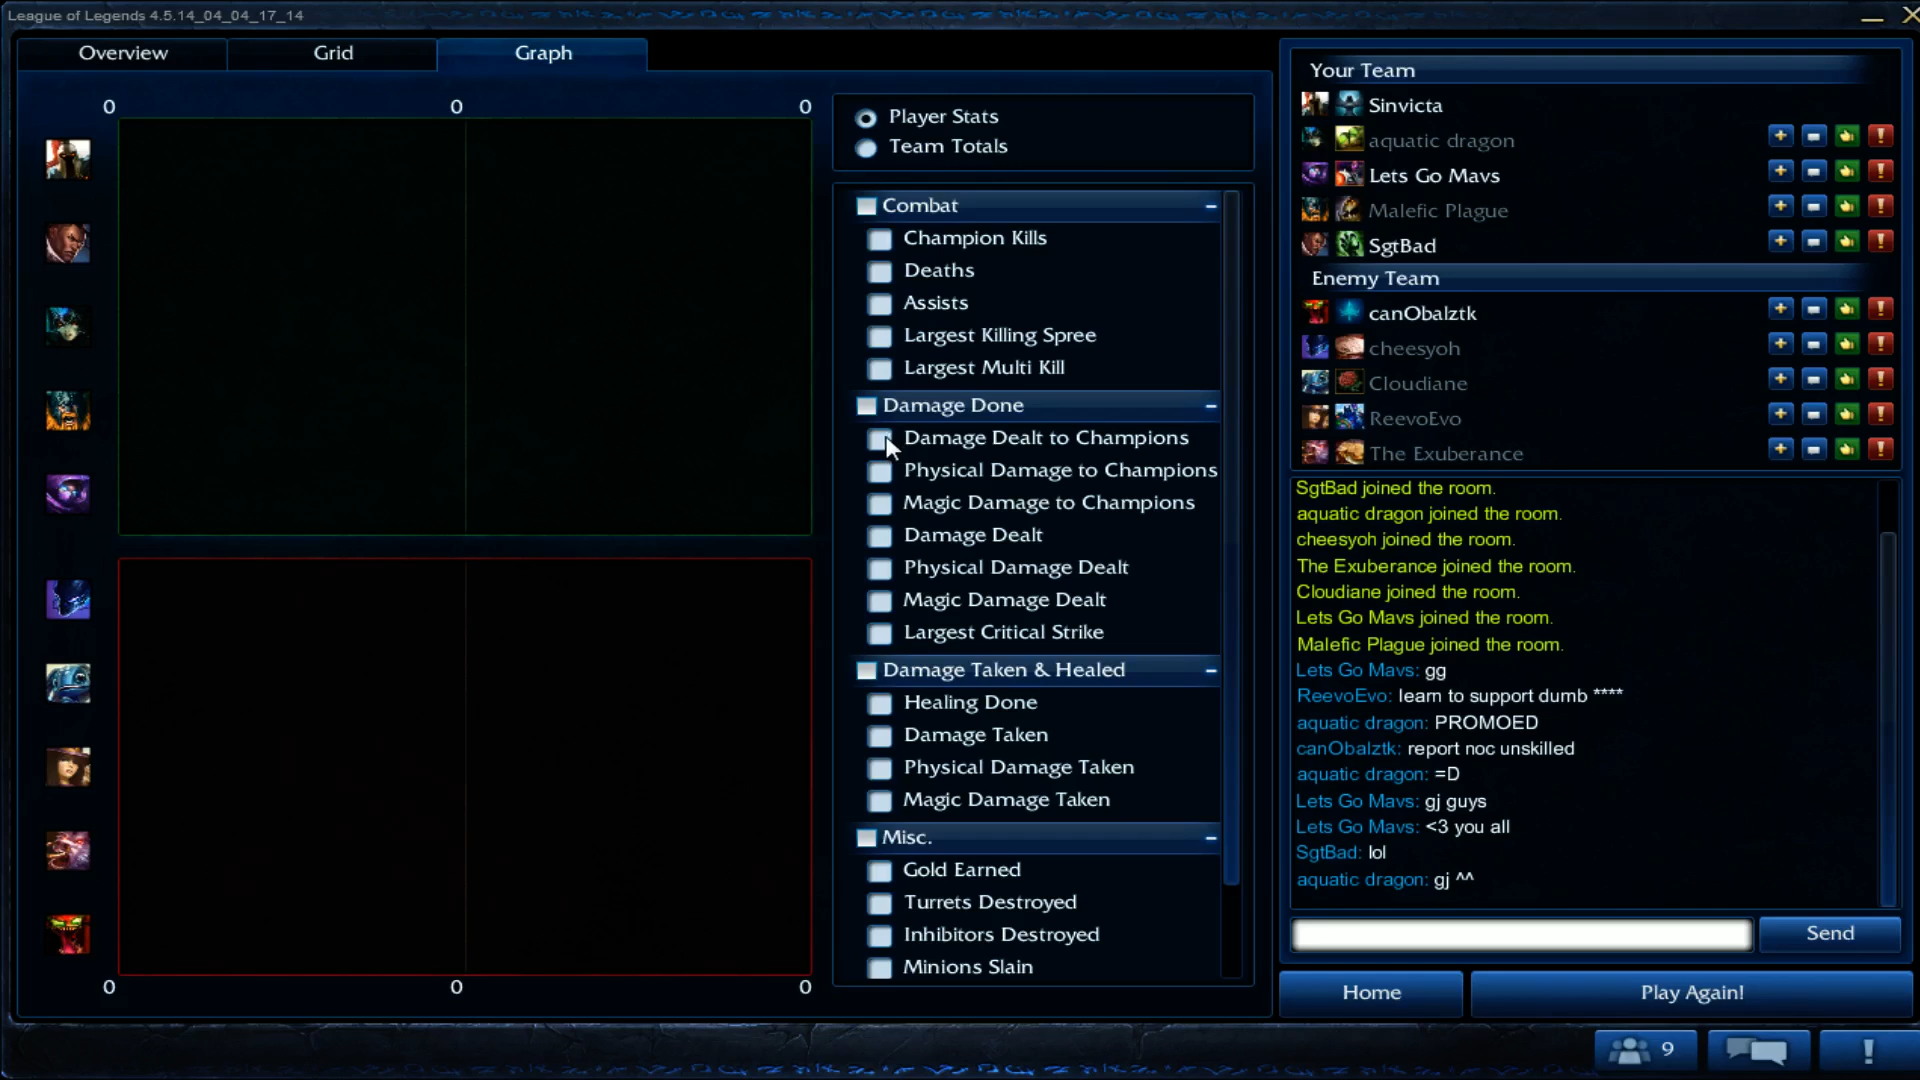 League of Legends 4.5.14_04_04_17_14
Overview
Grid
Graph
0 0 0
0 0 0
Player Stats
Team Totals
Combat
Champion Kills
Deaths
Assists
Largest Killing Spree
Largest Multi Kill
Damage Done
Damage Dealt to Champions
Physical Damage to Champions
Magic Damage to Champions
Damage Dealt
Physical Damage Dealt
Magic Damage Dealt
Largest Critical Strike
Damage Taken & Healed
Healing Done
Damage Taken
Physical Damage Taken
Magic Damage Taken
Misc.
Gold Earned
Turrets Destroyed
Inhibitors Destroyed
Minions Slain
Your Team
Sinvicta
aquatic dragon
Lets Go Mavs
Malefic Plague
SgtBad
Enemy Team
canObalztk
cheesyoh
Cloudiane
ReevoEvo
The Exuberance
SgtBad joined the room.
aquatic dragon joined the room.
cheesyoh joined the room.
The Exuberance joined the room.
Cloudiane joined the room.
Lets Go Mavs joined the room.
Malefic Plague joined the room.
Lets Go Mavs: gg
ReevoEvo: learn to support dumb ****
aquatic dragon: PROMOED
canObalztk: report noc unskilled
aquatic dragon: =D
Lets Go Mavs: gj guys
Lets Go Mavs: <3 you all
SgtBad: lol
aquatic dragon: gj ^^
Send
Home
Play Again!
9